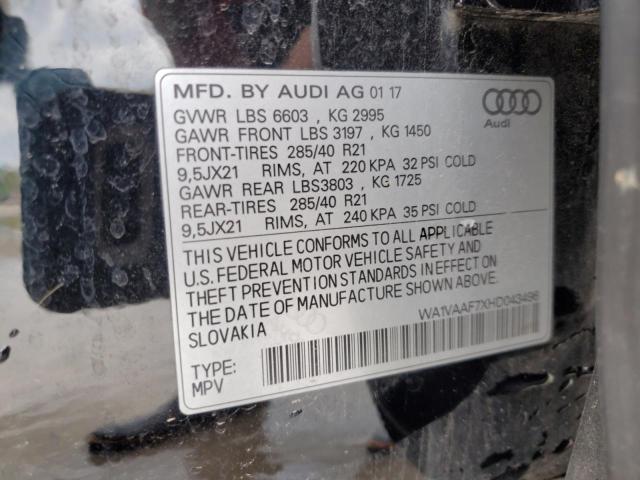 MFD. BY AUDI AG 01 17
GVWR LBS 6603 , KG 2995
GAWR FRONT LBS 3197 , KG 1450
FRONT-TIRES 285/40 R21
9,5JX21 RIMS, AT 220 KPA 32 PSI COLD
GAWR REAR LBS3803 , KG 1725
REAR-TIRES 285/40 R21
9,5JX21 RIMS, AT 240 KPA 35 PSI COLD
THIS VEHICLE CONFORMS TO ALL APPLICABLE
U.S. FEDERAL MOTOR VEHICLE SAFETY AND
THEFT PREVENTION STANDARDS IN EFFECT ON
THE DATE OF MANUFACTURE SHOWN ABOVE.
SLOVAKIA
Audi
WA1VAAF7XHD043496
TYPE:
MPV